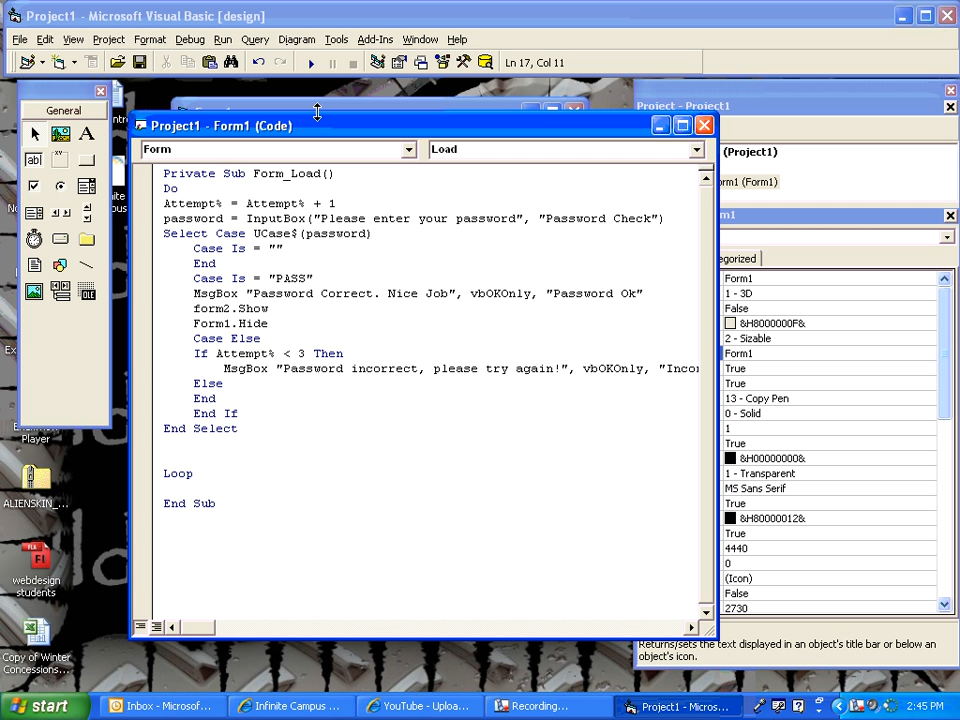 Project1 - Microsoft Visual Basic [design]
File Edit View Project Format Debug Run Query Diagram Tools Add-Ins Window Help
Ln 17, Col 11
General
Project - Project1
Project1 - Form1 (Code)
Form Load
(Project1)
Private Sub Form_Load()
Do
Attempt% = Attempt% + 1
password = InputBox("Please enter your password", "Password Check")
Select Case UCase$(password)
Case Is = ""
End
Case Is = "PASS"
MsgBox "Password Correct. Nice Job", vbOKOnly, "Password Ok"
form2.Show
Form1.Hide
Case Else
If Attempt% < 3 Then
MsgBox "Password incorrect, please try again!", vbOKOnly, "Incor
Else
End
End If
End Select
Loop
End Sub
orm1 (Form1)
m1
egorized
Form1
1 - 3D
False
&H8000000F&
2 - Sizable
Form1
True
True
13 - Copy Pen
0 - Solid
1
True
&H00000000&
1 - Transparent
MS Sans Serif
True
&H80000012&
True
4440
0
(Icon)
False
2730
Returns/sets the text displayed in an object's title bar or below an
object's icon.
Player
ALIENSKIN_...
webdesign
students
Copy of Winter
Concessions...
start
Inbox - Microsof...
Infinite Campus ...
YouTube - Uploa...
Recording...
Project1 - Micros...
2:45 PM